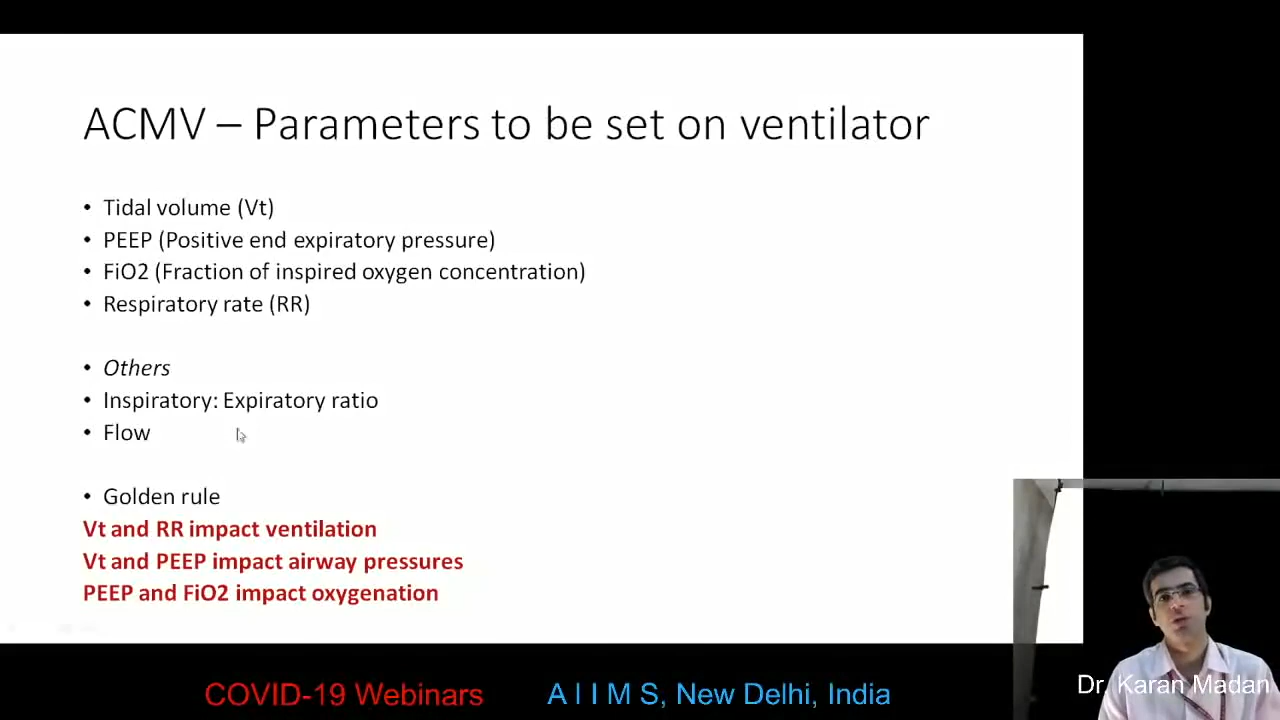 ACMV – Parameters to be set on ventilator
• Tidal volume (Vt)
• PEEP (Positive end expiratory pressure)
• FiO2 (Fraction of inspired oxygen concentration)
• Respiratory rate (RR)
• Others
• Inspiratory: Expiratory ratio
• Flow
• Golden rule
Vt and RR impact ventilation
Vt and PEEP impact airway pressures
PEEP and FiO2 impact oxygenation
Dr. Karan Madan
COVID-19 Webinars
A I I M S, New Delhi, India